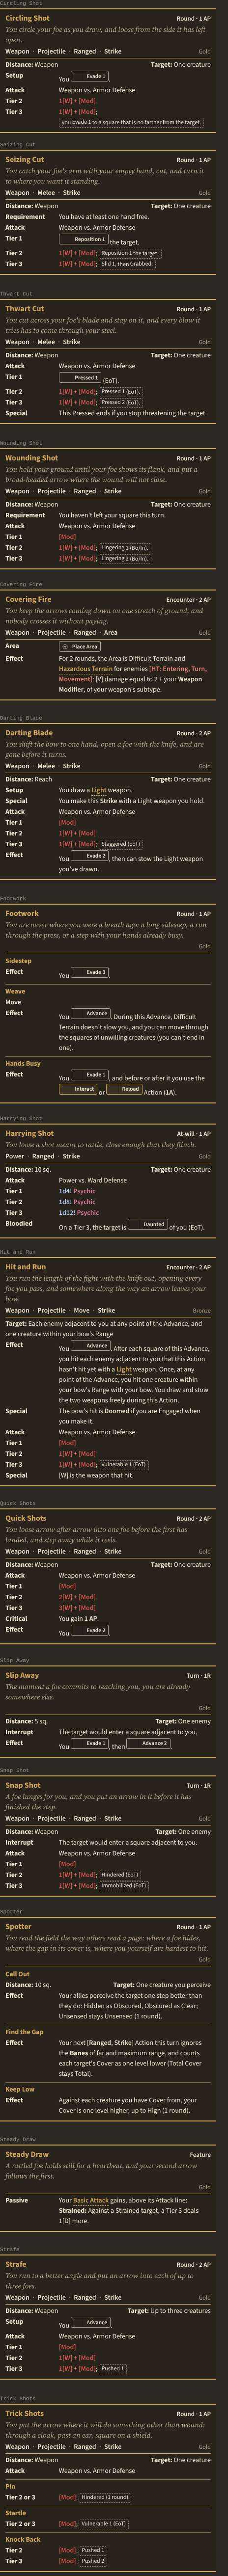 Circling Shot
Circling Shot Round · 1 AP
You circle your foe as you draw, and loose from the side it has left
open.
Weapon · Projectile · Ranged · Strike Gold
Distance: Weapon Target: One creature
Setup You Evade 1.
Attack Weapon vs. Armor Defense
Tier 2 1[W] + [Mod]
Tier 3 1[W] + [Mod];
you Evade 1 to a square that is no farther from the target.
Seizing Cut
Seizing Cut Round · 1 AP
You catch your foe's arm with your empty hand, cut, and turn it
to where you want it standing.
Weapon · Melee · Strike Gold
Distance: Weapon Target: One creature
Requirement You have at least one hand free.
Attack Weapon vs. Armor Defense
Tier 1 Reposition 1 the target.
Tier 2 1[W] + [Mod]; Reposition 1 the target.
Tier 3 1[W] + [Mod]; Slid 1, then Grabbed.
Thwart Cut
Thwart Cut Round · 1 AP
You cut across your foe's blade and stay on it, and every blow it
tries has to come through your steel.
Weapon · Melee · Strike Gold
Distance: Weapon Target: One creature
Attack Weapon vs. Armor Defense
Tier 1 Pressed 1 (EoT).
Tier 2 1[W] + [Mod]; Pressed 1 (EoT).
Tier 3 1[W] + [Mod]; Pressed 2 (EoT).
Special This Pressed ends if you stop threatening the target.
Wounding Shot
Wounding Shot Round · 1 AP
You hold your ground until your foe shows its flank, and put a
broad-headed arrow where the wound will not close.
Weapon · Projectile · Ranged · Strike Gold
Distance: Weapon Target: One creature
Requirement You haven't left your square this turn.
Attack Weapon vs. Armor Defense
Tier 1 [Mod]
Tier 2 1[W] + [Mod]; Lingering 1 (Bo/In).
Tier 3 1[W] + [Mod]; Lingering 2 (Bo/In).
Covering Fire
Covering Fire Encounter · 2 AP
You keep the arrows coming down on one stretch of ground, and
nobody crosses it without paying.
Weapon · Projectile · Ranged · Area Gold
Area Place Area
Effect For 2 rounds, the Area is Difficult Terrain and
Hazardous Terrain for enemies [HT: Entering, Turn,
Movement]: [V] damage equal to 2 + your Weapon
Modifier, of your weapon's subtype.
Darting Blade
Darting Blade Round · 2 AP
You shift the bow to one hand, open a foe with the knife, and are
gone before it turns.
Weapon · Melee · Strike Gold
Distance: Reach Target: One creature
Setup You draw a Light weapon.
Special You make this Strike with a Light weapon you hold.
Attack Weapon vs. Armor Defense
Tier 1 [Mod]
Tier 2 1[W] + [Mod]
Tier 3 1[W] + [Mod]; Staggered (EoT)
Effect You Evade 2, then can stow the Light weapon
you've drawn.
Footwork
Footwork Round · 1 AP
You are never where you were a breath ago: a long sidestep, a run
through the press, or a step with your hands already busy.
Gold
Sidestep
Effect You Evade 3.
Weave
Move
Effect You Advance. During this Advance, Difficult
Terrain doesn't slow you, and you can move through
the squares of unwilling creatures (you can't end in
one).
Hands Busy
Effect You Evade 1, and before or after it you use the
Interact or Reload Action (1A).
Harrying Shot
Harrying Shot At-will · 1 AP
You loose a shot meant to rattle, close enough that they flinch.
Power · Ranged · Strike Gold
Distance: 10 sq. Target: One creature
Attack Power vs. Ward Defense
Tier 1 1d4! Psychic
Tier 2 1d8! Psychic
Tier 3 1d12! Psychic
Bloodied On a Tier 3, the target is Daunted of you (EoT).
Hit and Run
Hit and Run Encounter · 2 AP
You run the length of the fight with the knife out, opening every
foe you pass, and somewhere along the way an arrow leaves your
bow.
Weapon · Projectile · Move · Strike Bronze
Target: Each enemy adjacent to you at any point of the Advance, and
one creature within your bow's Range
Effect You Advance. After each square of this Advance,
you hit each enemy adjacent to you that this Action
hasn't hit yet with a Light weapon. Once, at any
point of the Advance, you hit one creature within
your bow's Range with your bow. You draw and stow
the two weapons freely during this Action.
Special The bow's hit is Doomed if you are Engaged when
you make it.
Attack Weapon vs. Armor Defense
Tier 1 [Mod]
Tier 2 1[W] + [Mod]
Tier 3 1[W] + [Mod]; Vulnerable 1 (EoT)
Special [W] is the weapon that hit.
Quick Shots
Quick Shots Round · 2 AP
You loose arrow after arrow into one foe before the first has
landed, and step away while it reels.
Weapon · Projectile · Ranged · Strike Gold
Distance: Weapon Target: One creature
Attack Weapon vs. Armor Defense
Tier 1 [Mod]
Tier 2 2[W] + [Mod]
Tier 3 3[W] + [Mod]
Critical You gain 1 AP.
Effect You Evade 2.
Slip Away
Slip Away Turn · 1R
The moment a foe commits to reaching you, you are already
somewhere else.
Gold
Distance: 5 sq. Target: One enemy
Interrupt The target would enter a square adjacent to you.
Effect You Evade 1, then Advance 2.
Snap Shot
Snap Shot Turn · 1R
A foe lunges for you, and you put an arrow in it before it has
finished the step.
Weapon · Projectile · Ranged · Strike Gold
Distance: Weapon Target: One enemy
Interrupt The target would enter a square adjacent to you.
Attack Weapon vs. Armor Defense
Tier 1 [Mod]
Tier 2 1[W] + [Mod]; Hindered (EoT)
Tier 3 1[W] + [Mod]; Immobilized (EoT)
Spotter
Spotter Round · 1 AP
You read the field the way others read a page: where a foe hides,
where the gap in its cover is, where you yourself are hardest to hit.
Gold
Call Out
Distance: 10 sq. Target: One creature you perceive
Effect Your allies perceive the target one step better than
they do: Hidden as Obscured, Obscured as Clear;
Unsensed stays Unsensed (1 round).
Find the Gap
Effect Your next [Ranged, Strike] Action this turn ignores
the Banes of far and maximum range, and counts
each target's Cover as one level lower (Total Cover
stays Total).
Keep Low
Effect Against each creature you have Cover from, your
Cover is one level higher, up to High (1 round).
Steady Draw
Steady Draw Feature
A rattled foe holds still for a heartbeat, and your second arrow
follows the first.
Gold
Passive Your Basic Attack gains, above its Attack line:
Strained: Against a Strained target, a Tier 3 deals
1[D] more.
Strafe
Strafe Round · 2 AP
You run to a better angle and put an arrow into each of up to
three foes.
Weapon · Projectile · Ranged · Strike Gold
Distance: Weapon Target: Up to three creatures
Setup You Advance.
Attack Weapon vs. Armor Defense
Tier 1 [Mod]
Tier 2 1[W] + [Mod]
Tier 3 1[W] + [Mod]; Pushed 1
Trick Shots
Trick Shots Round · 1 AP
You put the arrow where it will do something other than wound:
through a cloak, past an ear, square on a shield.
Weapon · Projectile · Ranged · Strike Gold
Distance: Weapon Target: One creature
Attack Weapon vs. Armor Defense
Pin
Tier 2 or 3 [Mod]; Hindered (1 round)
Startle
Tier 2 or 3 [Mod]; Vulnerable 1 (EoT)
Knock Back
Tier 2 [Mod]; Pushed 1
Tier 3 [Mod]; Pushed 2